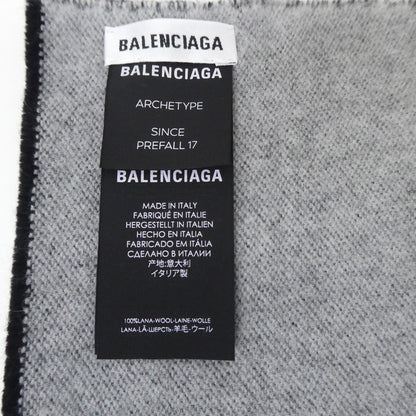 BALENCIAGA
BALENCIAGA
ARCHETYPE
SINCE
PREFALL 17
BALENCIAGA
MADE IN ITALY
FABRIQUÉ EN ITALIE
HERGESTELLT IN ITALIEN
HECHO EN ITALIA
FABRICADO EM ITÁLIA
СДЕЛАНО В ИТАЛИИ
产地:意大利
イタリア製
100%LANA-WOOL-LAINE-WOLLE
LANA-LÃ-ШЕРСТЬ-羊毛-ウール